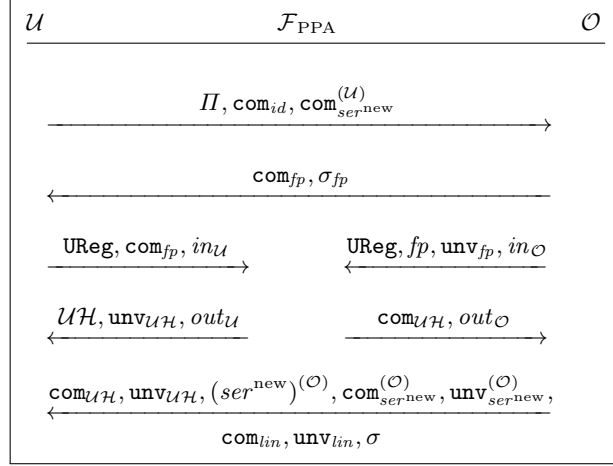 𝒰 ℱ_PPA 𝒪
Π, com_id, com_{ser^new}^{(𝒰)}
com_fp, σ_fp
UReg, com_fp, in_𝒰 UReg, fp, unv_fp, in_𝒪
𝒰ℋ, unv_𝒰ℋ, out_𝒰 com_𝒰ℋ, out_𝒪
com_𝒰ℋ, unv_𝒰ℋ, (ser^new)^{(𝒪)}, com_{ser^new}^{(𝒪)}, unv_{ser^new}^{(𝒪)},
com_lin, unv_lin, σ